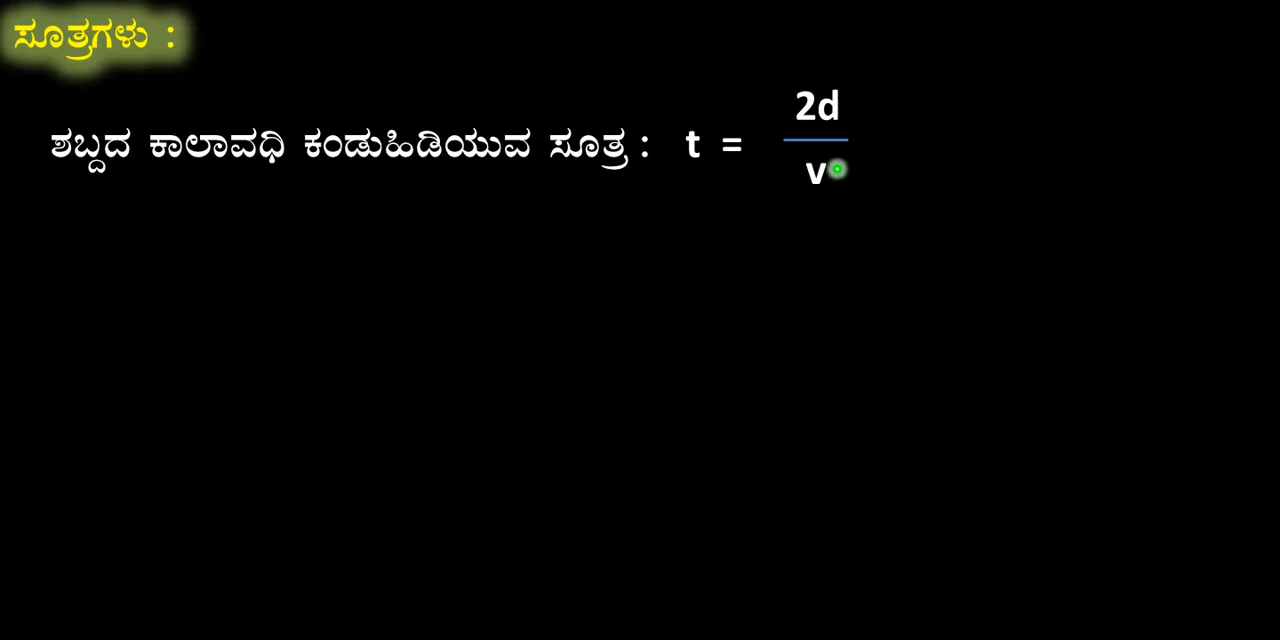 ಸೂತ್ರಗಳು :
ಶಬ್ದದ ಕಾಲಾವಧಿ ಕಂಡುಹಿಡಿಯುವ ಸೂತ್ರ : t = 2d / v